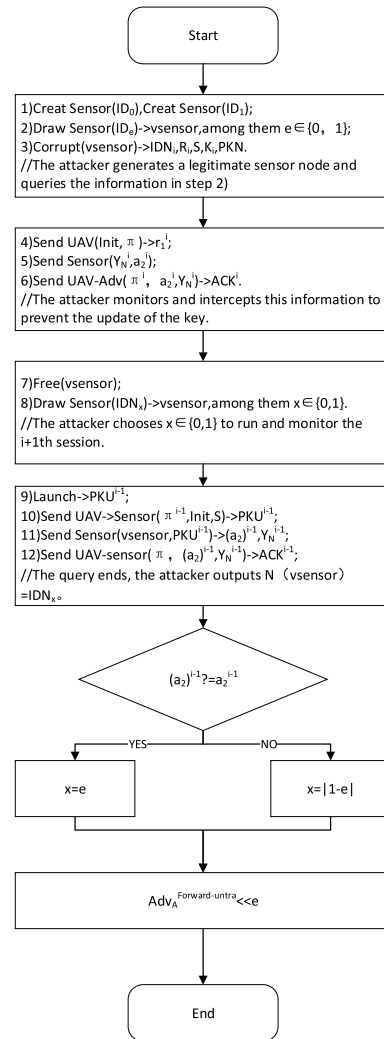 Start
1)Creat Sensor(ID₀),Creat Sensor(ID₁);
2)Draw Sensor(IDₑ)->vsensor,among them e∈{0，1};
3)Corrupt(vsensor)->IDNᵢ,Rᵢ,S,Kᵢ,PKN.
//The attacker generates a legitimate sensor node and
queries the information in step 2)
4)Send UAV(Init, π)->r₁ⁱ;
5)Send Sensor(Y_Nⁱ,a₂ⁱ);
6)Send UAV-Adv(πⁱ，a₂ⁱ,Y_Nⁱ)->ACKⁱ.
//The attacker monitors and intercepts this information to
prevent the update of the key.
7)Free(vsensor);
8)Draw Sensor(IDNₓ)->vsensor,among them x∈{0,1}.
//The attacker chooses x∈{0,1} to run and monitor the
i+1th session.
9)Launch->PKUⁱ⁻¹;
10)Send UAV->Sensor(πⁱ⁻¹,Init,S)->PKUⁱ⁻¹;
11)Send Sensor(vsensor,PKUⁱ⁻¹)->(a₂)ⁱ⁻¹,Y_Nⁱ⁻¹;
12)Send UAV-sensor(π，(a₂)ⁱ⁻¹,Y_Nⁱ⁻¹)->ACKⁱ⁻¹;
//The query ends, the attacker outputs N（vsensor）
=IDNₓ。
(a₂)ⁱ⁻¹?=a₂ⁱ⁻¹
YES
NO
x=e
x=|1-e|
Adv_A^Forward-untra<<e
End